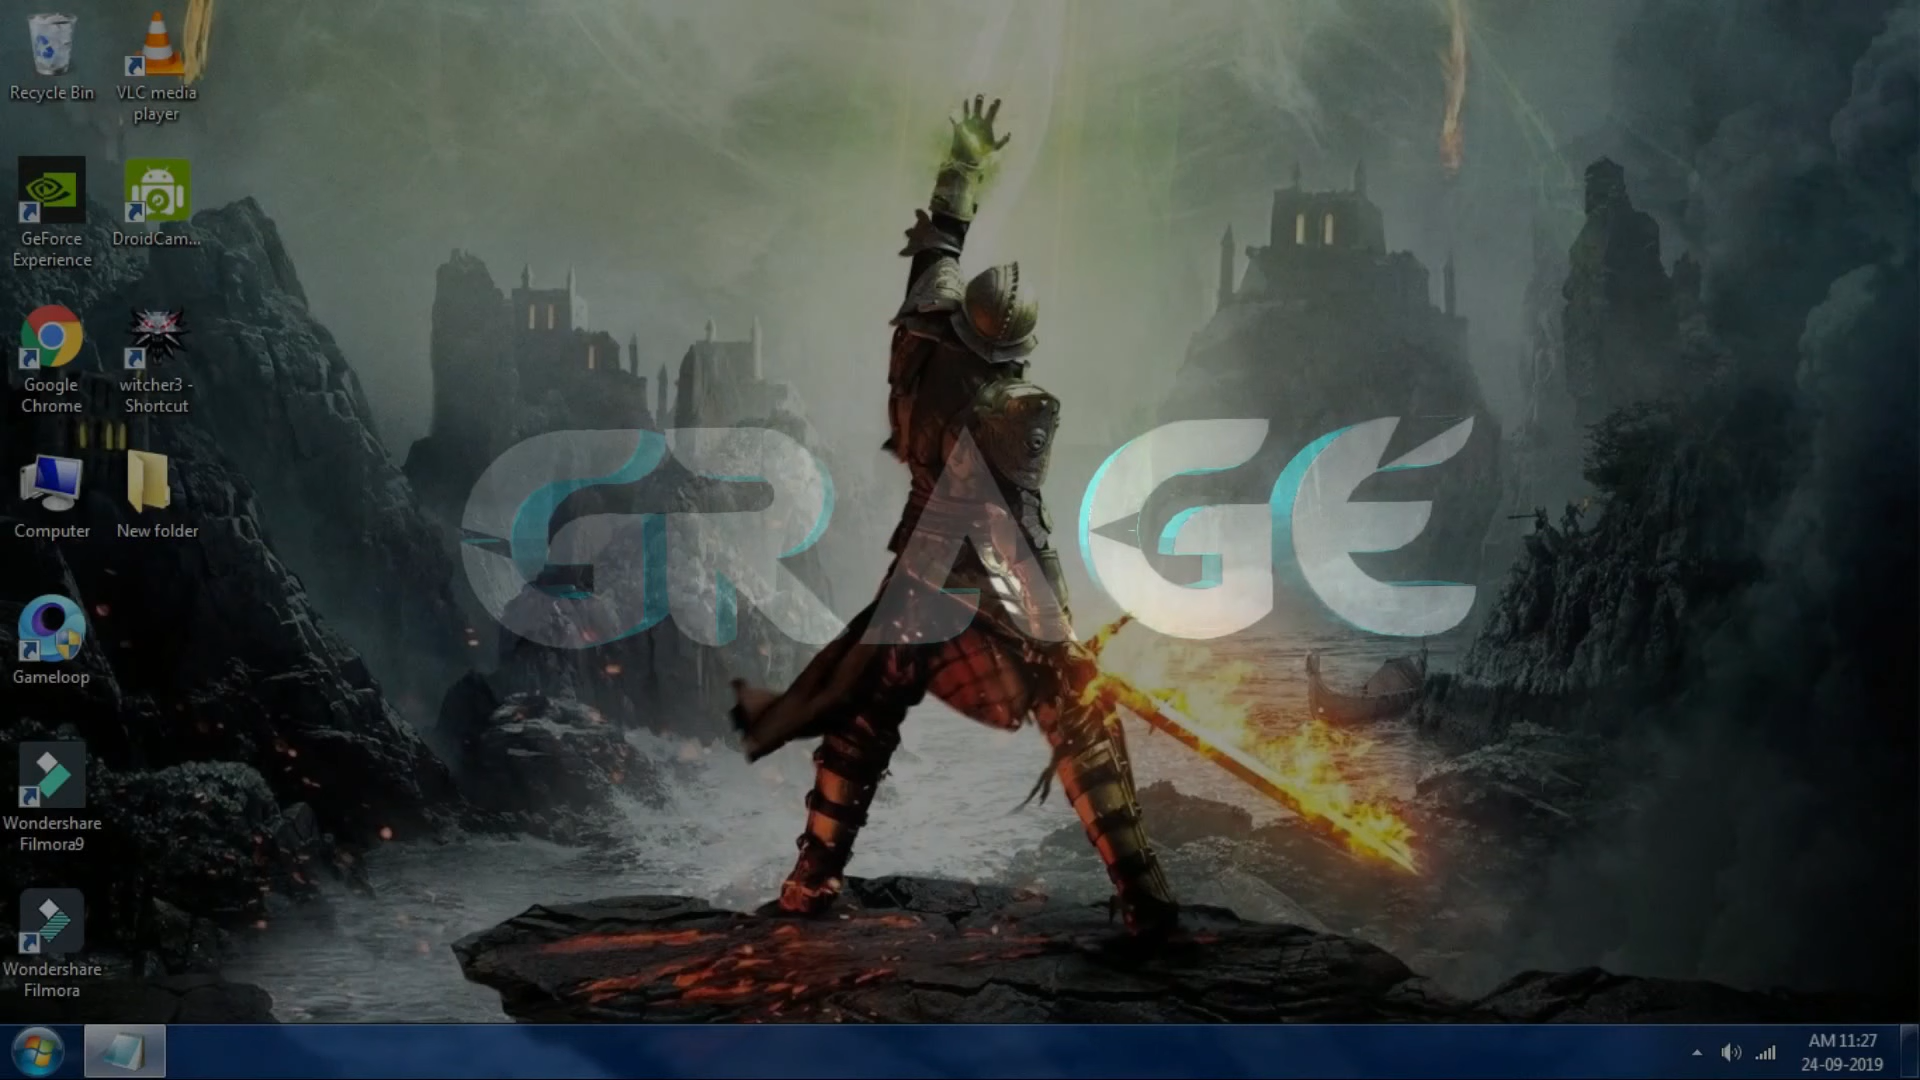 Recycle Bin
VLC media
player
GeForce
Experience
DroidCam...
Google
Chrome
witcher3 -
Shortcut
Computer
New folder
GRAGE
Gameloop
Wondershare
Filmora9
Wondershare
Filmora
AM 11:27
24-09-2019